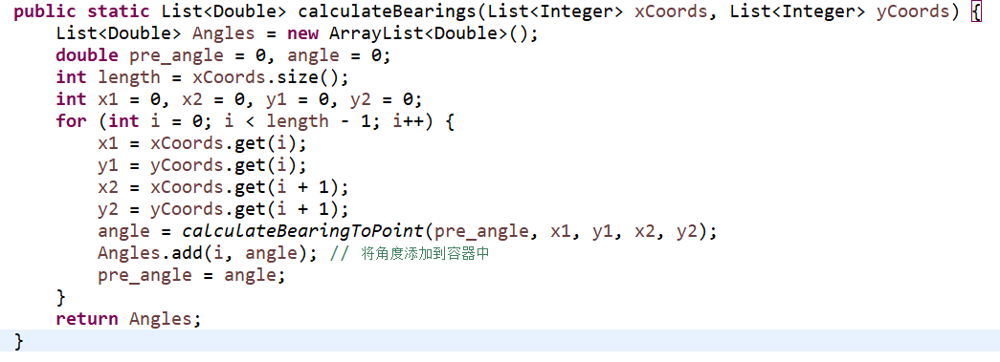 public static List<Double> calculateBearings(List<Integer> xCoords, List<Integer> yCoords) {
    List<Double> Angles = new ArrayList<Double>();
    double pre_angle = 0, angle = 0;
    int length = xCoords.size();
    int x1 = 0, x2 = 0, y1 = 0, y2 = 0;
    for (int i = 0; i < length - 1; i++) {
        x1 = xCoords.get(i);
        y1 = yCoords.get(i);
        x2 = xCoords.get(i + 1);
        y2 = yCoords.get(i + 1);
        angle = calculateBearingToPoint(pre_angle, x1, y1, x2, y2);
        Angles.add(i, angle); // 将角度添加到容器中
        pre_angle = angle;
    }
    return Angles;
}